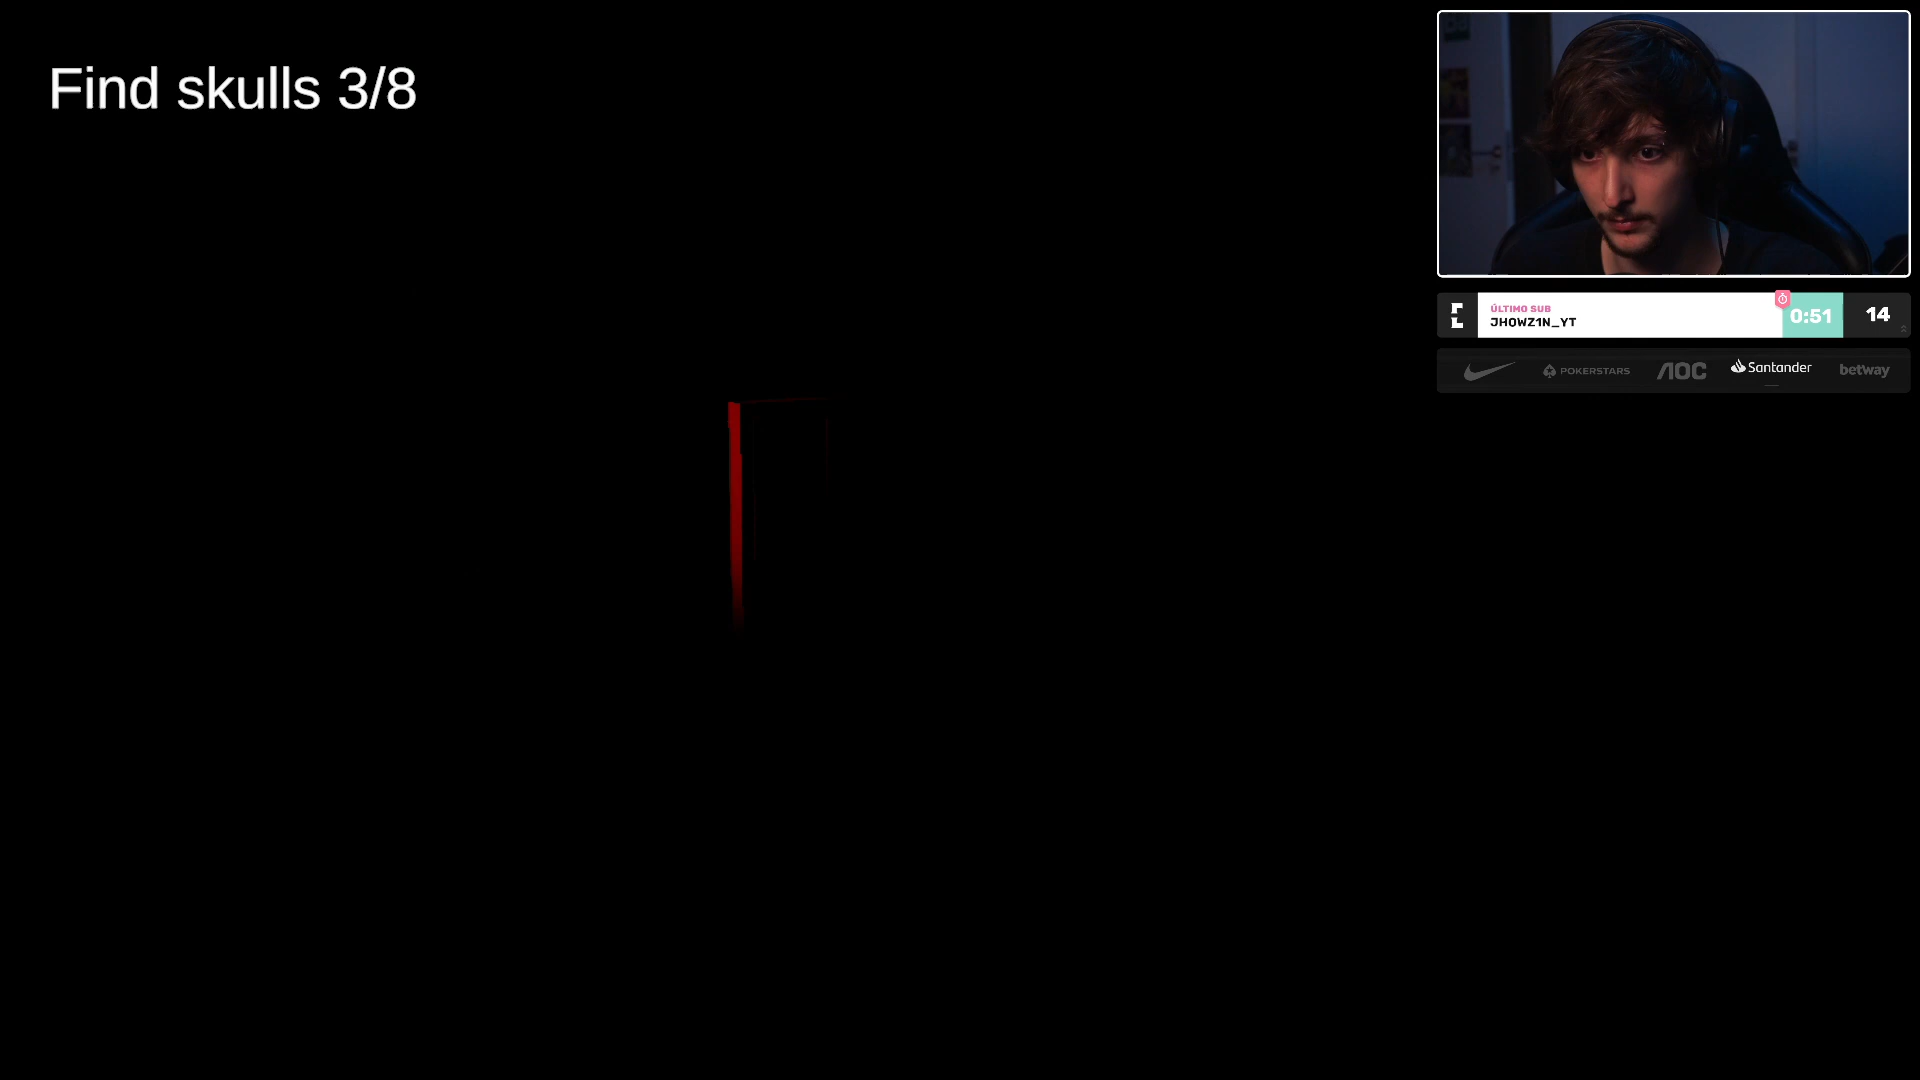 Find skulls 3/8
ÚLTIMO SUB
JHOWZ1N_YT
0:51
14
POKERSTARS
AOC
Santander
betway